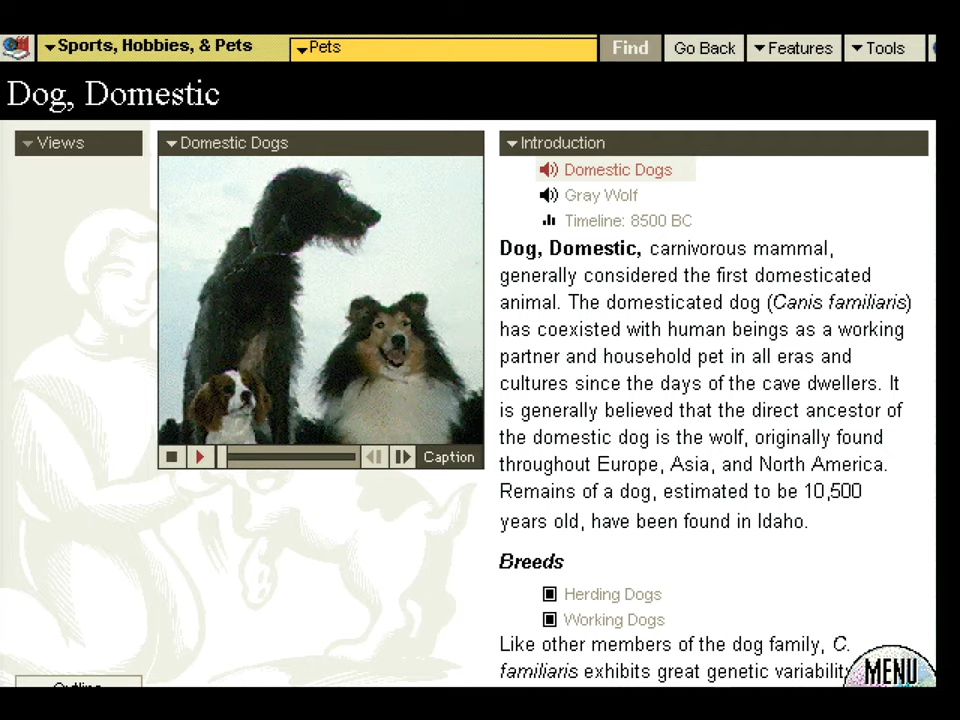 Sports, Hobbies, & Pets
Pets
Find
Go Back
Features
Tools
Dog, Domestic
Views
Domestic Dogs
Caption
Introduction
Domestic Dogs
Gray Wolf
Timeline: 8500 BC
Dog, Domestic, carnivorous mammal,
generally considered the first domesticated
animal. The domesticated dog (Canis familiaris)
has coexisted with human beings as a working
partner and household pet in all eras and
cultures since the days of the cave dwellers. It
is generally believed that the direct ancestor of
the domestic dog is the wolf, originally found
throughout Europe, Asia, and North America.
Remains of a dog, estimated to be 10,500
years old, have been found in Idaho.
Breeds
Herding Dogs
Working Dogs
Like other members of the dog family, C.
familiaris exhibits great genetic variability
MENU
Outline